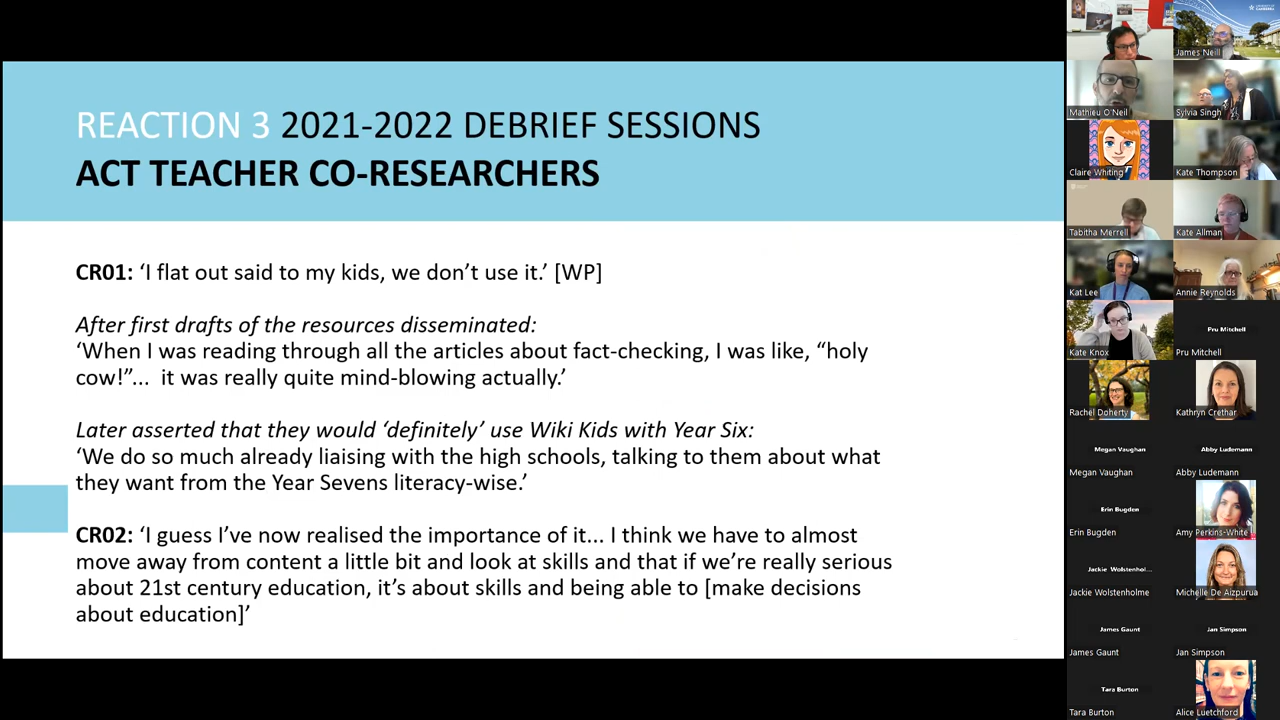 REACTION 3 2021-2022 DEBRIEF SESSIONS
ACT TEACHER CO-RESEARCHERS
CR01: ‘I flat out said to my kids, we don’t use it.’ [WP]
After first drafts of the resources disseminated:
‘When I was reading through all the articles about fact-checking, I was like, “holy
cow!”... it was really quite mind-blowing actually.’
Later asserted that they would ‘definitely’ use Wiki Kids with Year Six:
‘We do so much already liaising with the high schools, talking to them about what
they want from the Year Sevens literacy-wise.’
CR02: ‘I guess I’ve now realised the importance of it... I think we have to almost
move away from content a little bit and look at skills and that if we’re really serious
about 21st century education, it’s about skills and being able to [make decisions
about education]’
James Neill
Mathieu O'Neil
Sylvia Singh
Claire Whiting
Kate Thompson
Tabitha Merrell
Kate Allman
Kat Lee
Annie Reynolds
Kate Knox
Pru Mitchell
Pru Mitchell
Rachel Doherty
Kathryn Crethar
Megan Vaughan
Abby Ludemann
Megan Vaughan
Abby Ludemann
Erin Bugden
Erin Bugden
Amy Perkins-White
Jackie Wolstenhol...
Jackie Wolstenholme
Michelle De Aizpurua
James Gaunt
Jan Simpson
James Gaunt
Jan Simpson
Tara Burton
Tara Burton
Alice Luetchford